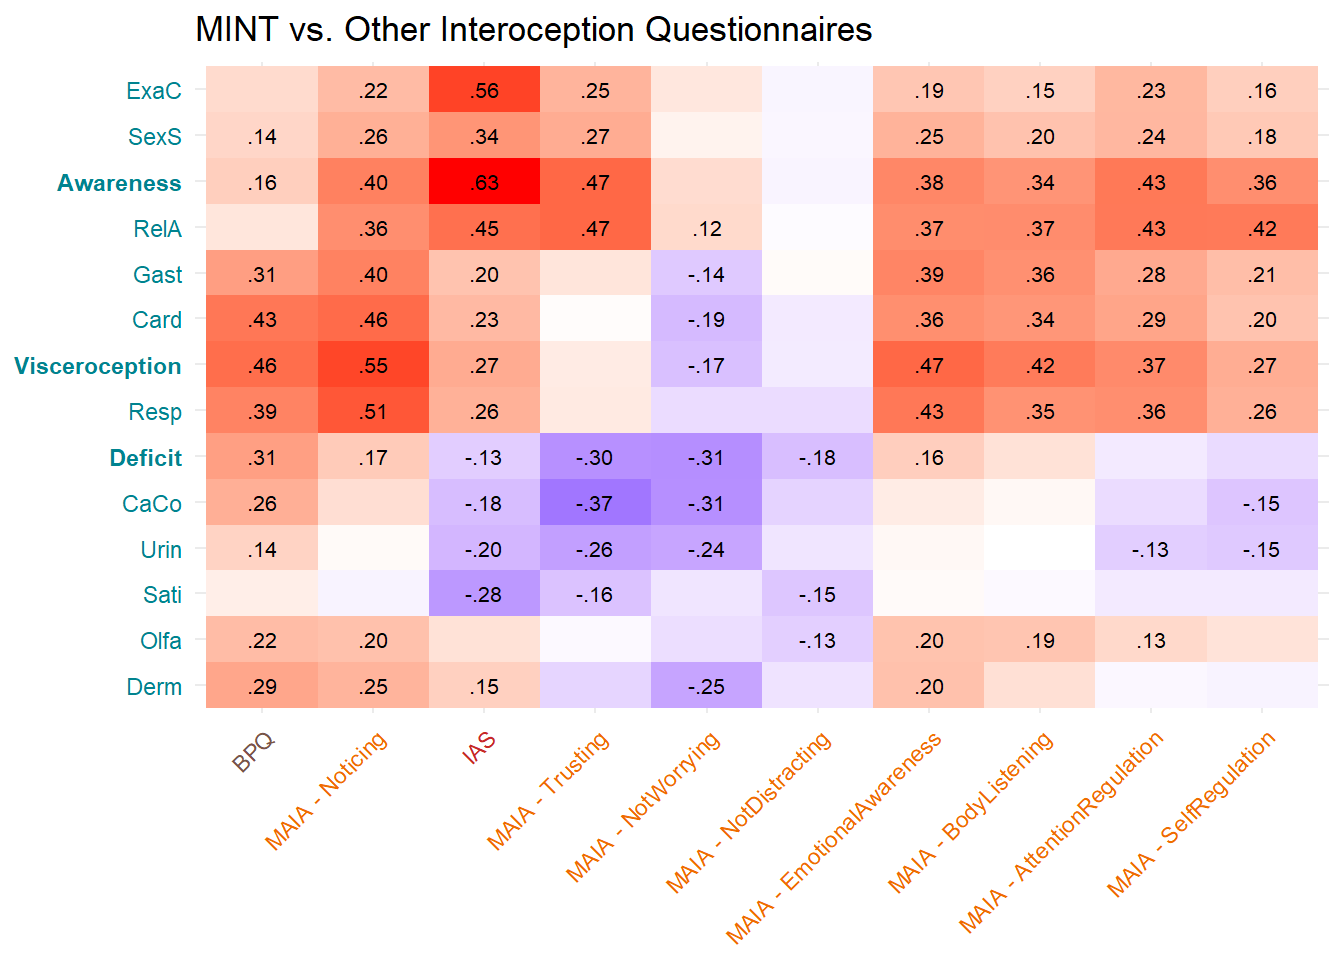 MINT vs. Other Interoception Questionnaires
ExaC .22 .56 .25 .19 .15 .23 .16
SexS .14 .26 .34 .27 .25 .20 .24 .18
Awareness .16 .40 .63 .47 .38 .34 .43 .36
RelA .36 .45 .47 .12 .37 .37 .43 .42
Gast .31 .40 .20 -.14 .39 .36 .28 .21
Card .43 .46 .23 -.19 .36 .34 .29 .20
Visceroception .46 .55 .27 -.17 .47 .42 .37 .27
Resp .39 .51 .26 .43 .35 .36 .26
Deficit .31 .17 -.13 -.30 -.31 -.18 .16
CaCo .26 -.18 -.37 -.31 -.15
Urin .14 -.20 -.26 -.24 -.13 -.15
Sati -.28 -.16 -.15
Olfa .22 .20 -.13 .20 .19 .13
Derm .29 .25 .15 -.25 .20
BPQ
MAIA - Noticing
IAS
MAIA - Trusting
MAIA - NotWorrying
MAIA - NotDistracting
MAIA - EmotionalAwareness
MAIA - BodyListening
MAIA - AttentionRegulation
MAIA - SelfRegulation